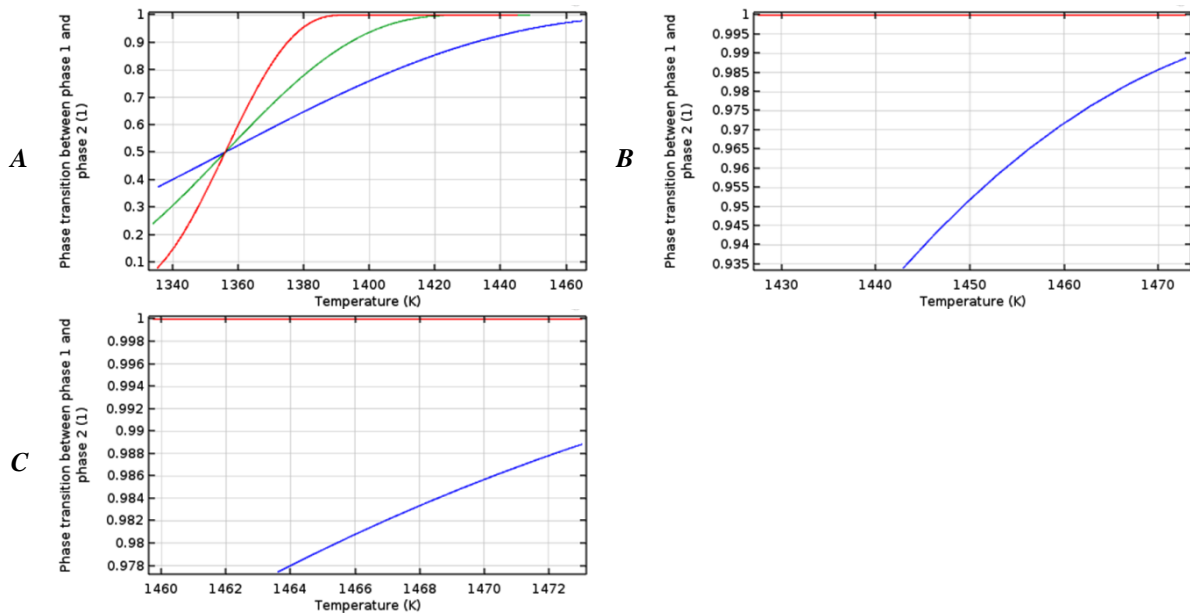 A
Phase transition between phase 1 and
phase 2 (1)
1
0.9
0.8
0.7
0.6
0.5
0.4
0.3
0.2
0.1
1340 1360 1380 1400 1420 1440 1460
Temperature (K)
B
Phase transition between phase 1 and
phase 2 (1)
1
0.995
0.99
0.985
0.98
0.975
0.97
0.965
0.96
0.955
0.95
0.945
0.94
0.935
1430 1440 1450 1460 1470
Temperature (K)
C
Phase transition between phase 1 and
phase 2 (1)
1
0.998
0.996
0.994
0.992
0.99
0.988
0.986
0.984
0.982
0.98
0.978
1460 1462 1464 1466 1468 1470 1472
Temperature (K)